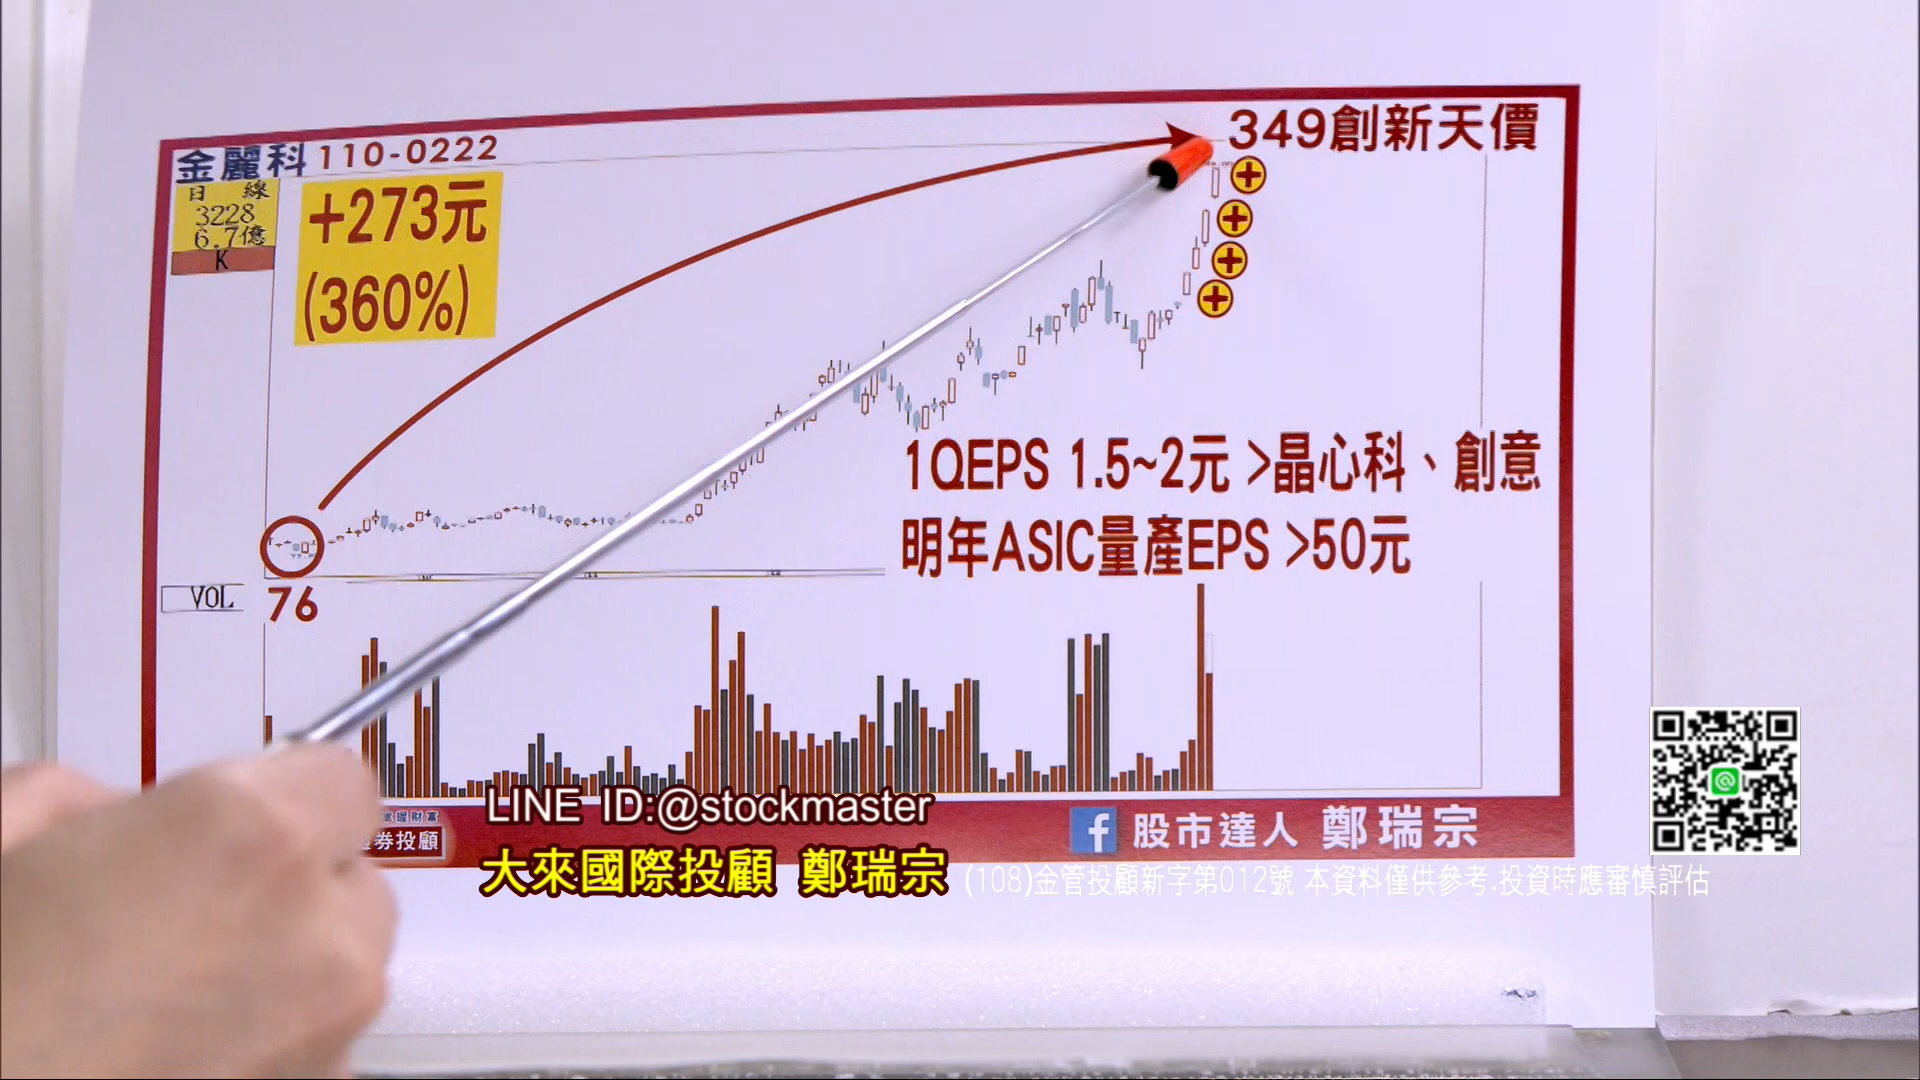 金麗科 110-0222
349創新天價
日 線
3228
6.7億
K
+273元
(360%)
1QEPS 1.5~2元 >晶心科、創意
明年ASIC量產EPS >50元
VOL
76
LINE ID:@stockmaster
掌握財富
證券投顧
f 股市達人 鄭瑞宗
大來國際投顧 鄭瑞宗
(108)金管投顧新字第012號 本資料僅供參考.投資時應審慎評估